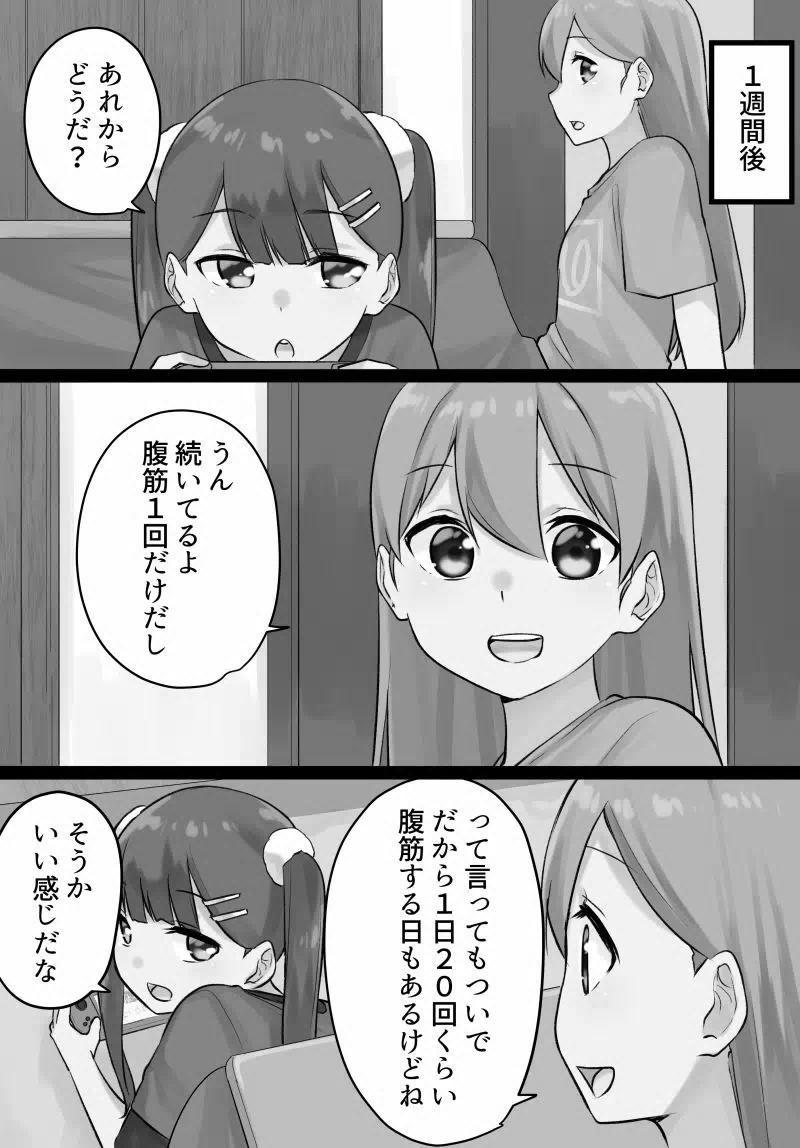 1週間後
あれから
どうだ?
うん
続いてるよ
腹筋1回だけだし
って言ってもついで
だから1日20回くらい
腹筋する日もあるけどね
そうか
いい感じだな